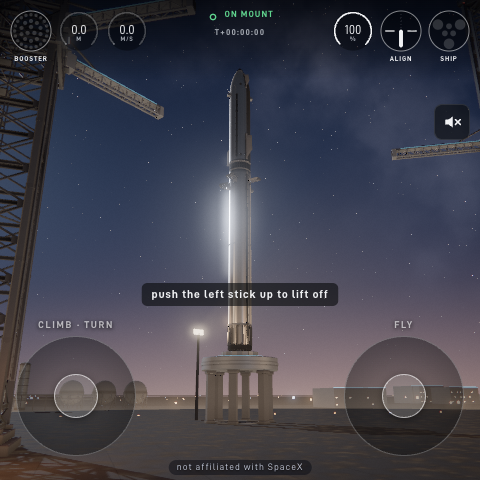 ON MOUNT
T+00:00:00
BOOSTER
0.0
M
0.0
M/S
100
%
ALIGN
SHIP
push the left stick up to lift off
CLIMB · TURN
FLY
not affiliated with SpaceX